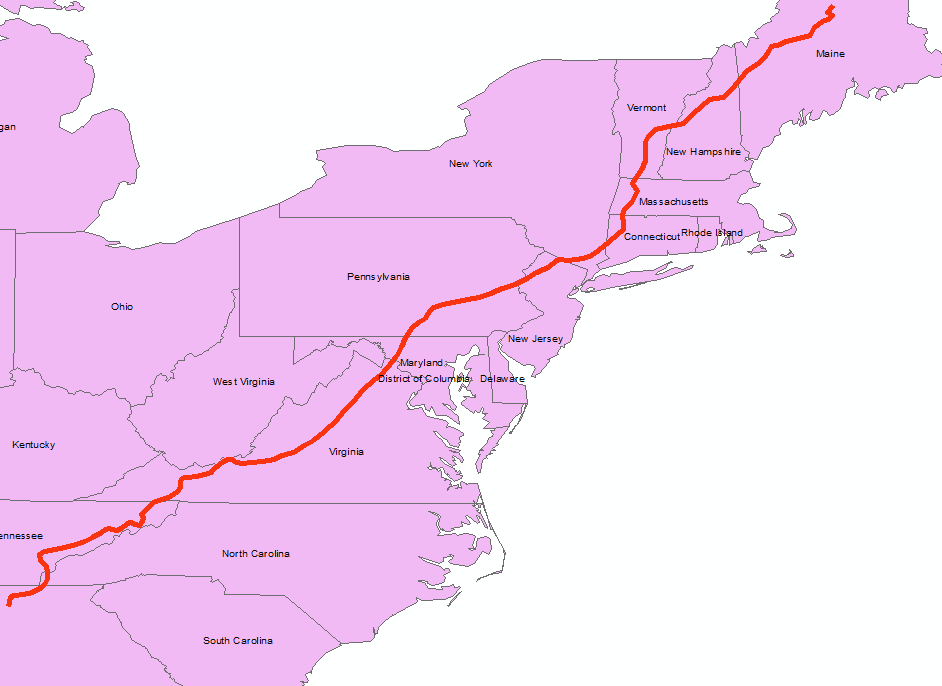 Maine
Vermont
gan
New Hampshire
New York
Massachusetts
Rhode Island
Connecticut
Pennsylvania
Ohio
New Jersey
Maryland
District of Columbia
Delaware
West Virginia
Kentucky
Virginia
ennessee
North Carolina
South Carolina